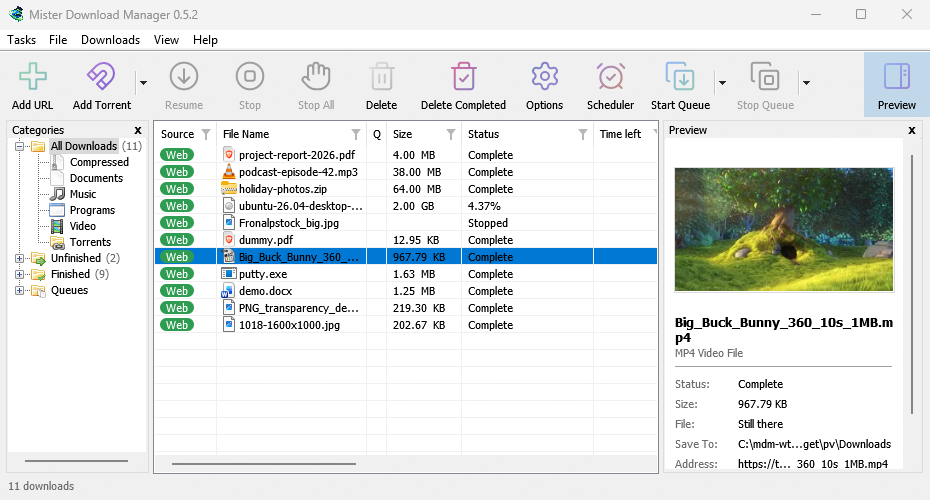 Mister Download Manager 0.5.2
Tasks File Downloads View Help
Add URL Add Torrent Resume Stop Stop All Delete Delete Completed Options Scheduler Start Queue Stop Queue Preview
Categories x
All Downloads (11)
Compressed
Documents
Music
Programs
Video
Torrents
Unfinished (2)
Finished (9)
Queues
Source File Name Q Size Status Time left
Web project-report-2026.pdf 4.00 MB Complete
Web podcast-episode-42.mp3 38.00 MB Complete
Web holiday-photos.zip 64.00 MB Complete
Web ubuntu-26.04-desktop-... 2.00 GB 4.37%
Web Fronalpstock_big.jpg Stopped
Web dummy.pdf 12.95 KB Complete
Web Big_Buck_Bunny_360_... 967.79 KB Complete
Web putty.exe 1.63 MB Complete
Web demo.docx 1.25 MB Complete
Web PNG_transparency_de... 219.30 KB Complete
Web 1018-1600x1000.jpg 202.67 KB Complete
Preview x
Big_Buck_Bunny_360_10s_1MB.m
p4
MP4 Video File
Status: Complete
Size: 967.79 KB
File: Still there
Save To: C:\mdm-wt...get\pv\Downloads
Address: https://t..._360_10s_1MB.mp4
11 downloads